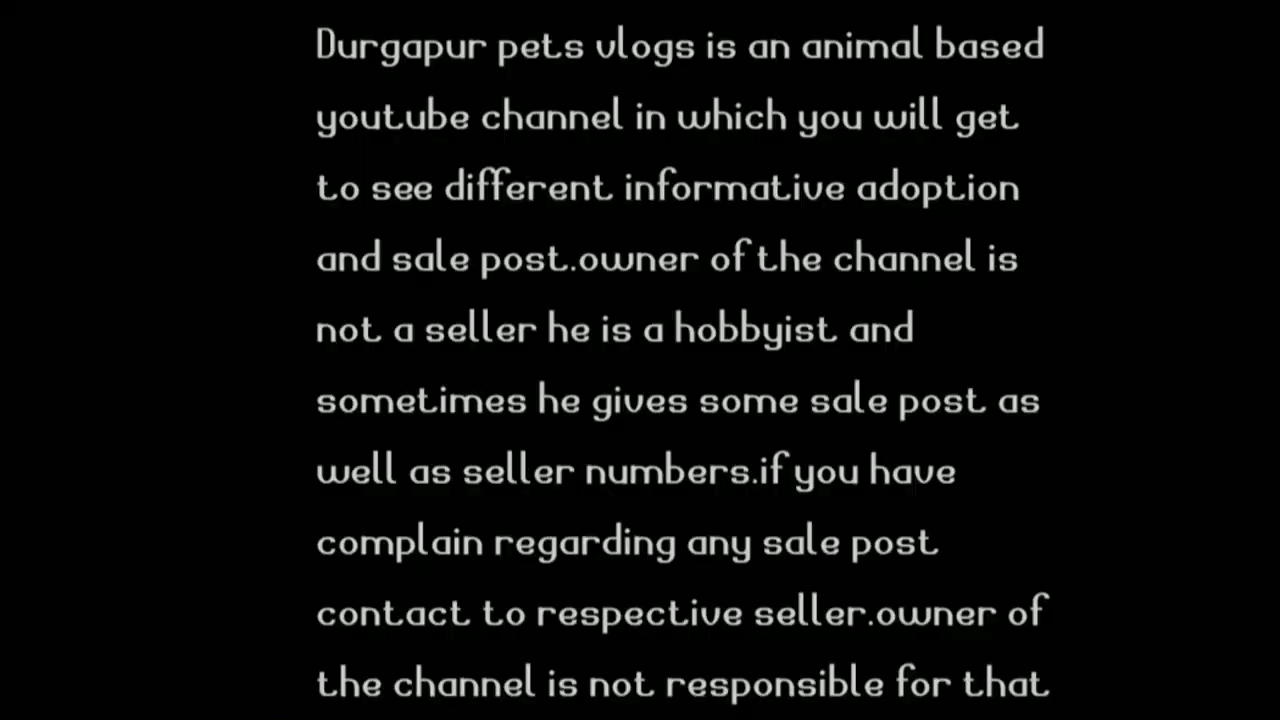 Durgapur pets vlogs is an animal based
youtube channel in which you will get
to see different informative adoption
and sale post.owner of the channel is
not a seller he is a hobbyist and
sometimes he gives some sale post as
well as seller numbers.if you have
complain regarding any sale post
contact to respective seller.owner of
the channel is not responsible for that